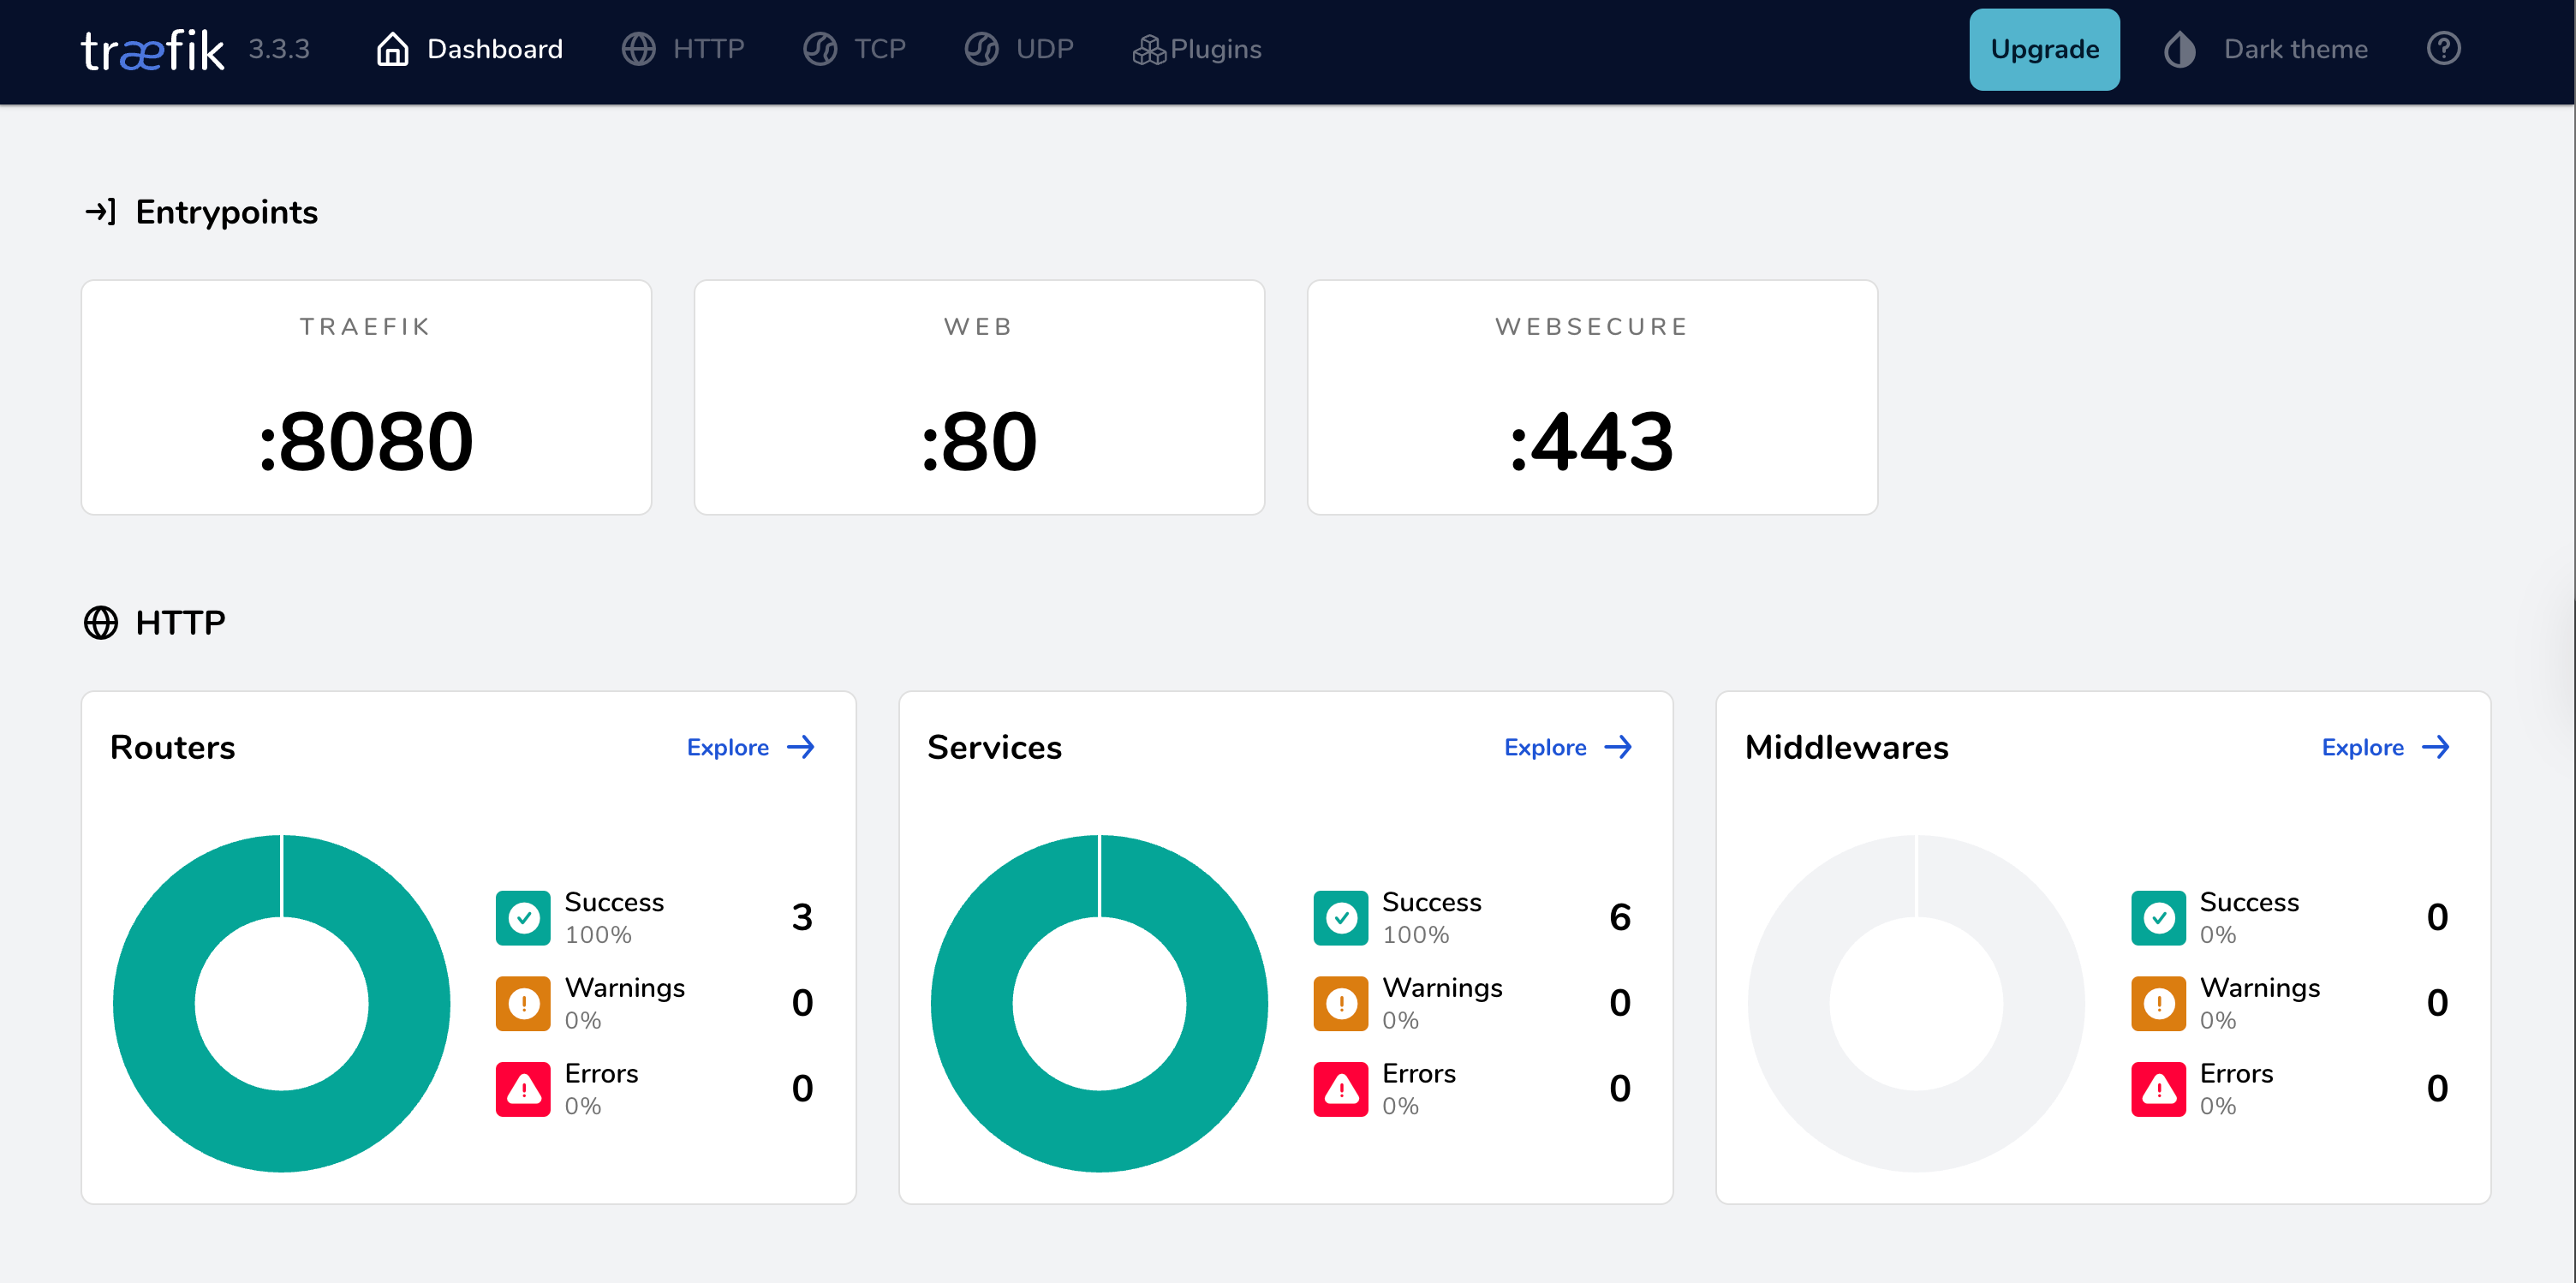 træfik 3.3.3 Dashboard HTTP TCP UDP Plugins Upgrade Dark theme
Entrypoints
TRAEFIK
:8080
WEB
:80
WEBSECURE
:443
HTTP
Routers Explore
Success 3
100%
Warnings 0
0%
Errors 0
0%
Services Explore
Success 6
100%
Warnings 0
0%
Errors 0
0%
Middlewares Explore
Success 0
0%
Warnings 0
0%
Errors 0
0%